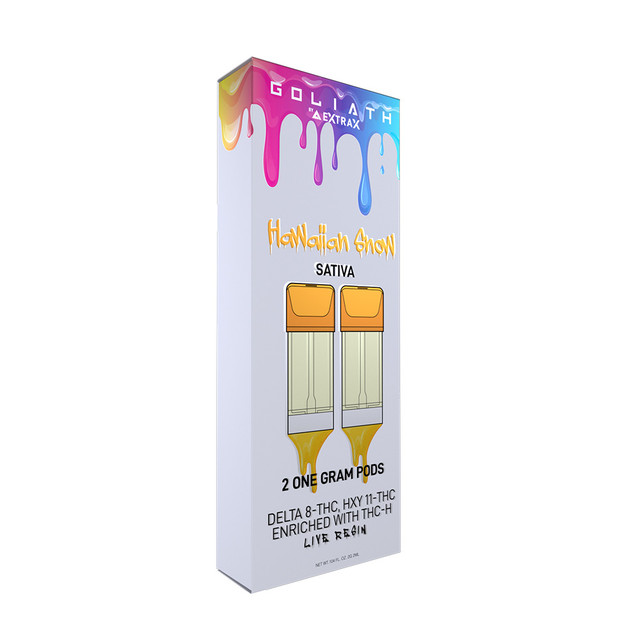 GOLIATH
BY EXTRAX
Hawaiian Snow
SATIVA
2 ONE GRAM PODS
DELTA 8-THC, HXY 11-THC
ENRICHED WITH THC-H
LIVE RESIN